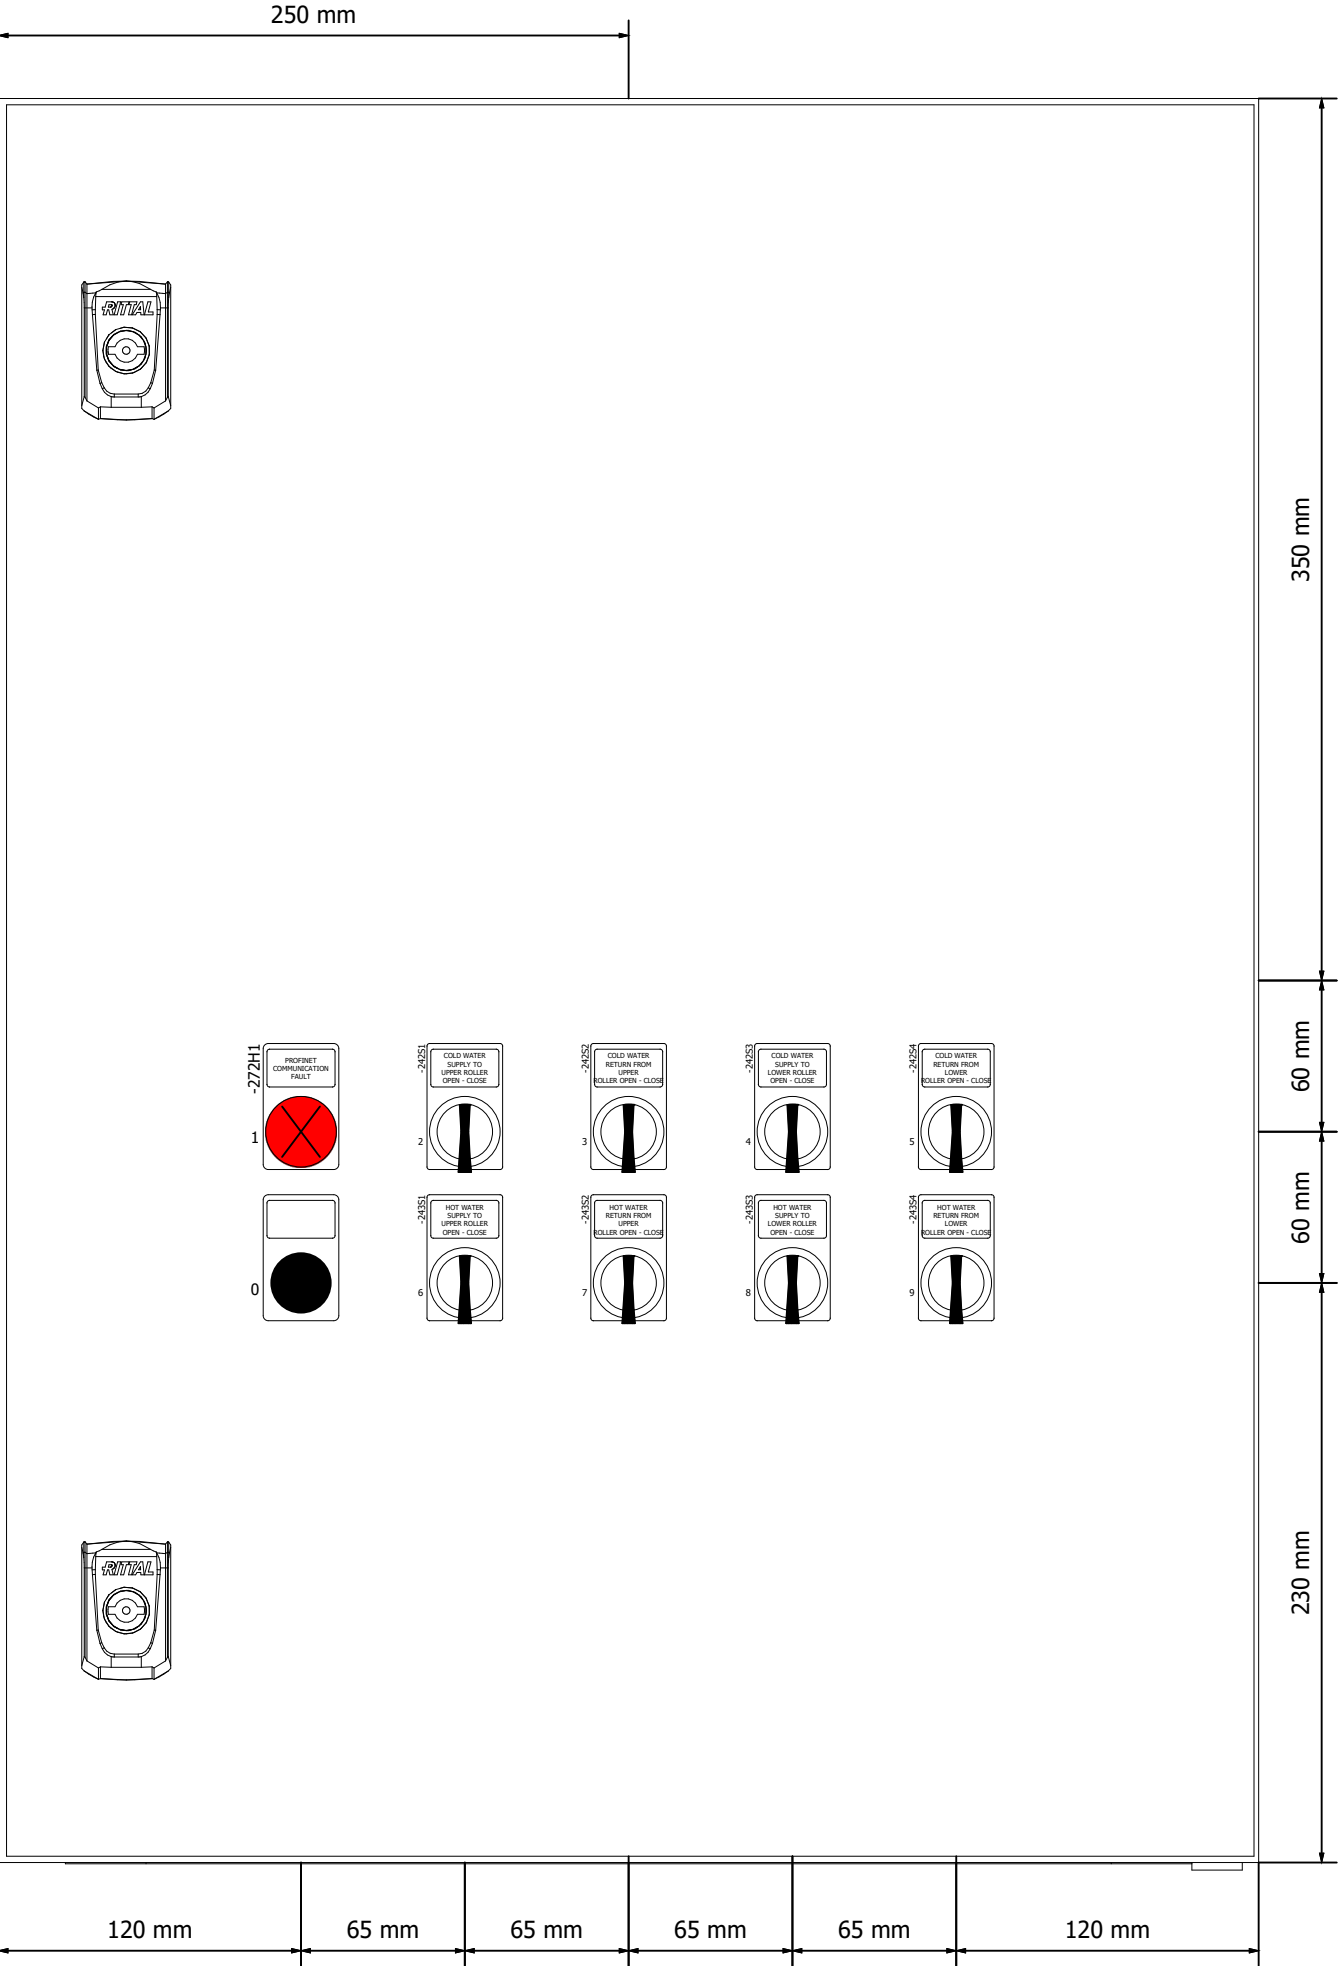 250 mm
RITTAL
350 mm
-272H1
PROFINET
COMMUNICATION
FAULT
1
-242S1
COLD WATER
SUPPLY TO
UPPER ROLLER
OPEN - CLOSE
2
-242S2
COLD WATER
RETURN FROM
UPPER
ROLLER OPEN - CLOSE
3
-242S3
COLD WATER
SUPPLY TO
LOWER ROLLER
OPEN - CLOSE
4
-242S4
COLD WATER
RETURN FROM
LOWER
ROLLER OPEN - CLOSE
5
60 mm
0
-243S1
HOT WATER
SUPPLY TO
UPPER ROLLER
OPEN - CLOSE
6
-243S2
HOT WATER
RETURN FROM
UPPER
ROLLER OPEN - CLOSE
7
-243S3
HOT WATER
SUPPLY TO
LOWER ROLLER
OPEN - CLOSE
8
-243S4
HOT WATER
RETURN FROM
LOWER
ROLLER OPEN - CLOSE
9
60 mm
RITTAL
230 mm
120 mm
65 mm
65 mm
65 mm
65 mm
120 mm